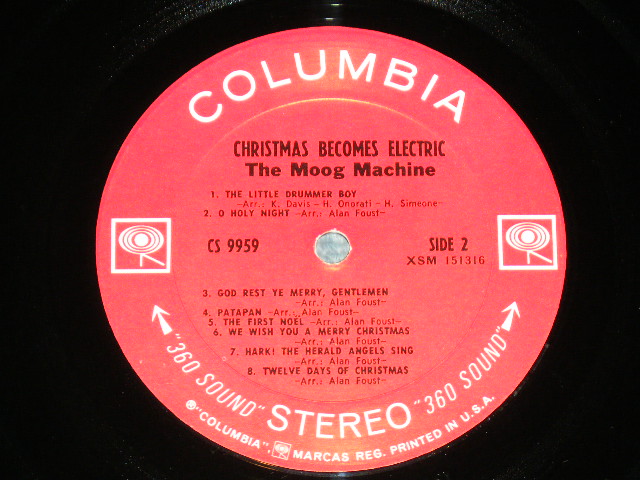 COLUMBIA
CHRISTMAS BECOMES ELECTRIC
The Moog Machine
1. THE LITTLE DRUMMER BOY
-Arr.: K. Davis - H. Onorati - H. Simeone-
2. O HOLY NIGHT -Arr.: Alan Foust-
CS 9959
SIDE 2
XSM 151316
3. GOD REST YE MERRY, GENTLEMEN
-Arr.: Alan Foust-
4. PATAPAN -Arr.: Alan Foust-
5. THE FIRST NOEL -Arr.: Alan Foust-
6. WE WISH YOU A MERRY CHRISTMAS
-Arr.: Alan Foust-
7. HARK! THE HERALD ANGELS SING
-Arr.: Alan Foust-
8. TWELVE DAYS OF CHRISTMAS
-Arr.: Alan Foust-
"360 SOUND" STEREO "360 SOUND"
®"COLUMBIA", MARCAS REG. PRINTED IN U.S.A.